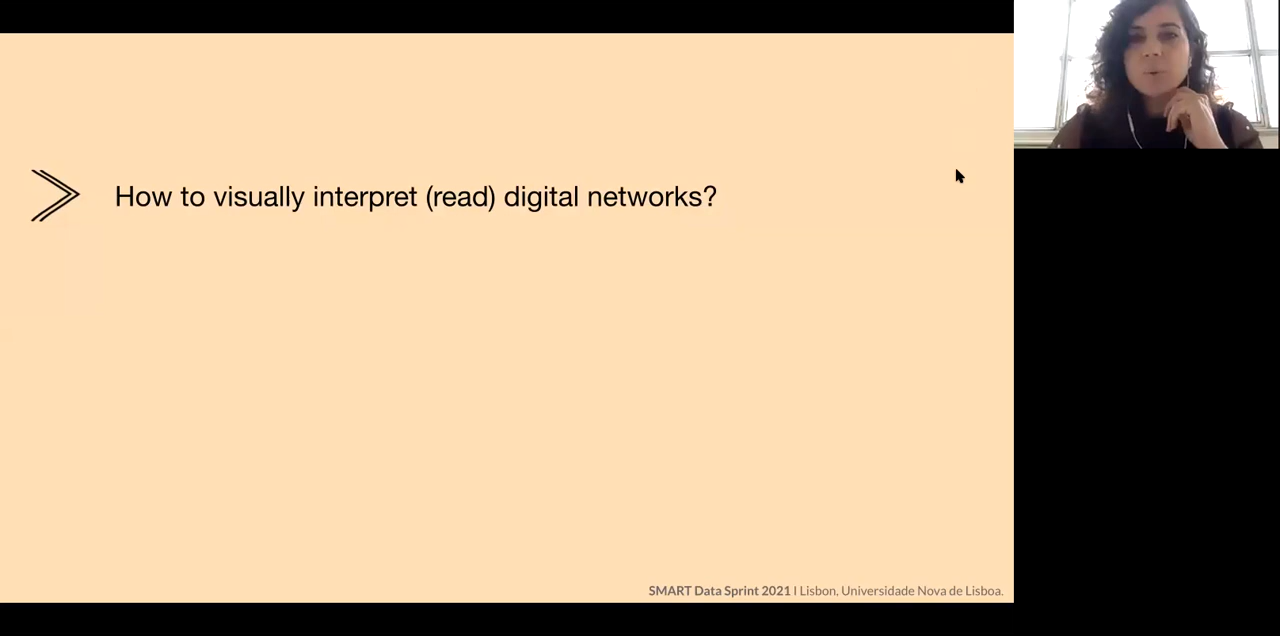 How to visually interpret (read) digital networks?
SMART Data Sprint 2021 I Lisbon, Universidade Nova de Lisboa.